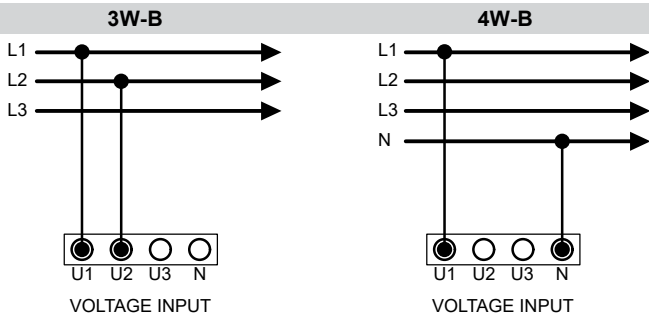 3W-B
L1
L2
L3
U1 U2 U3 N
VOLTAGE INPUT
4W-B
L1
L2
L3
N
U1 U2 U3 N
VOLTAGE INPUT